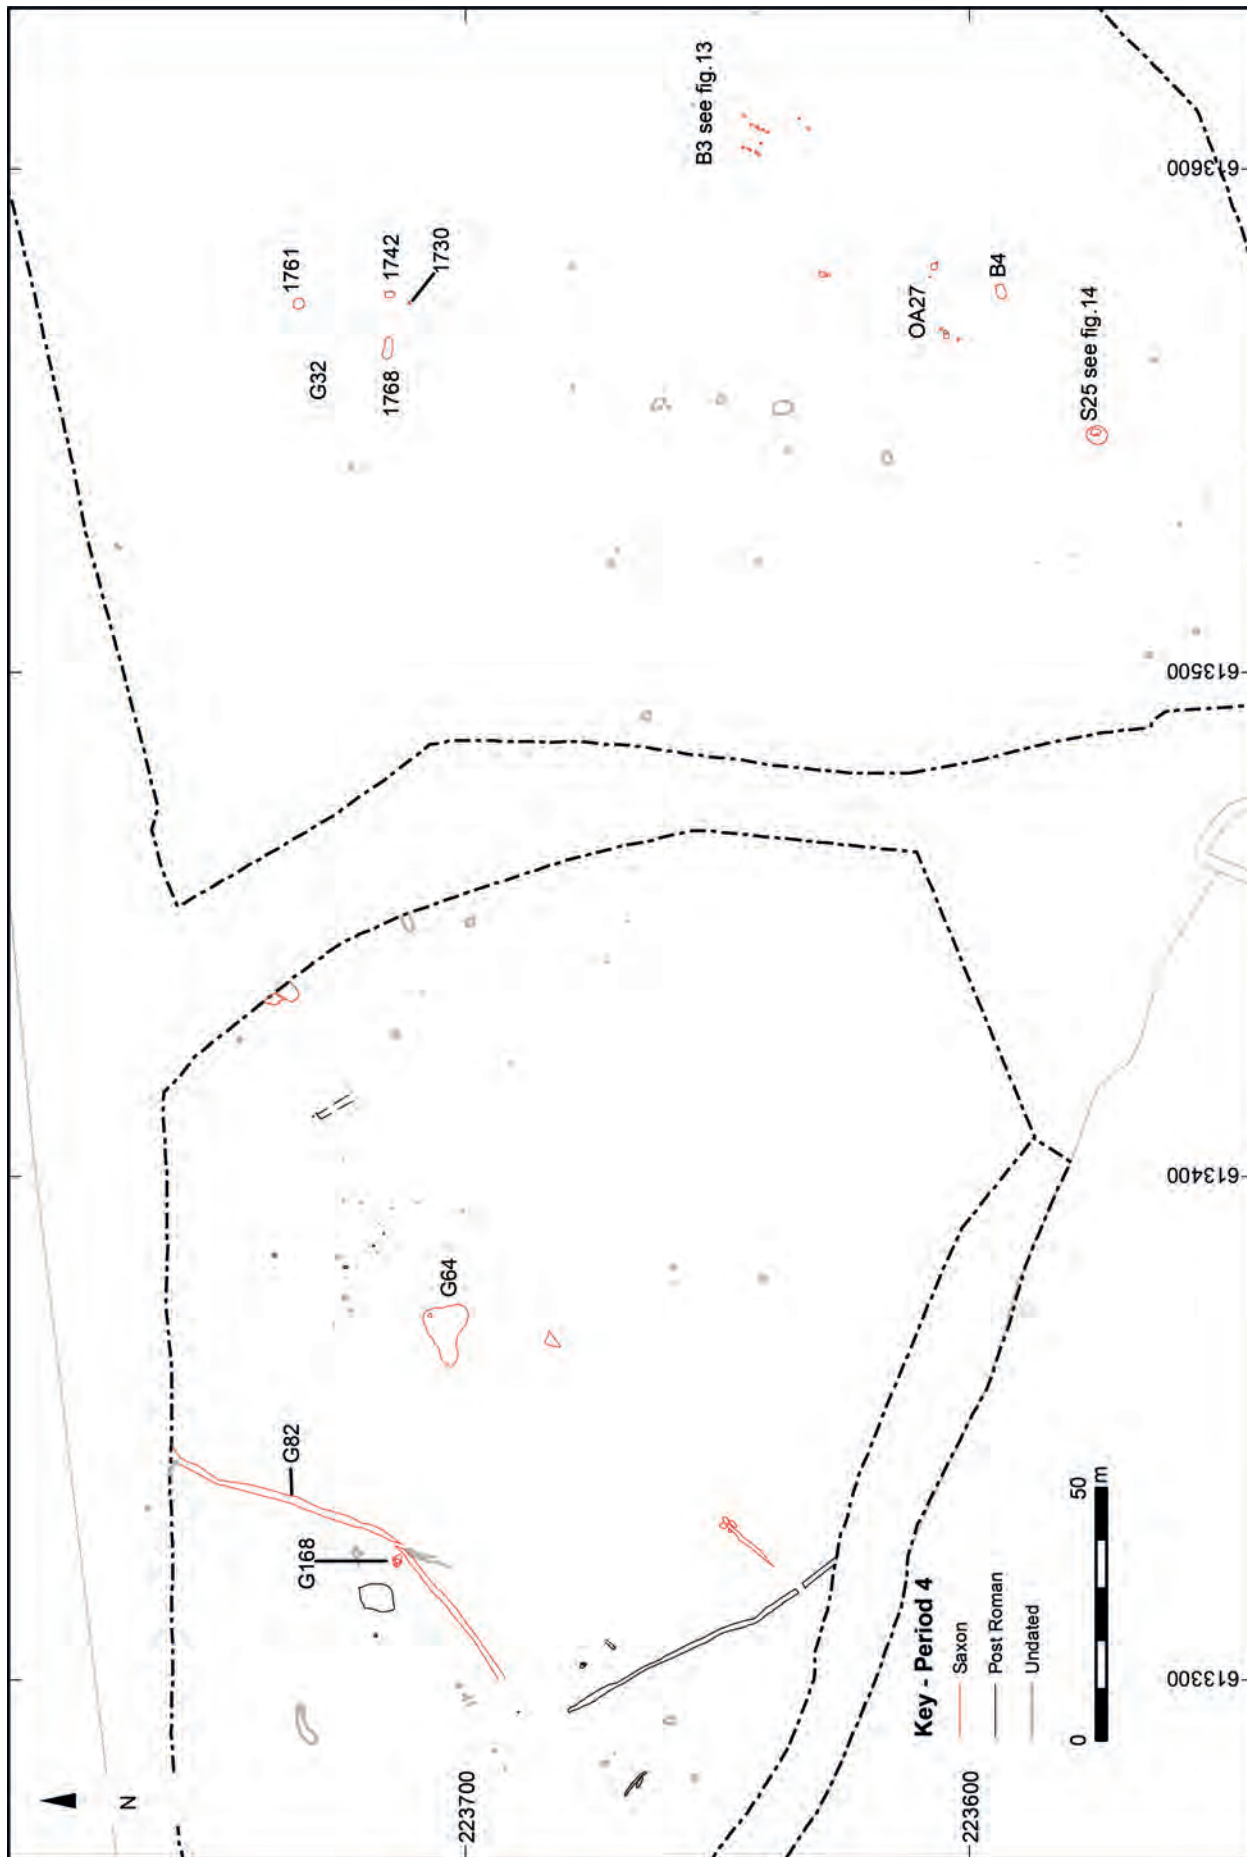 B3 see fig.13
1761
1742
1730
G32
1768
OA27
B4
S25 see fig.14
G64
G82
G168
613600
613500
613400
613300
223700
223600
N
Key - Period 4
Saxon
Post Roman
Undated
0
50
m